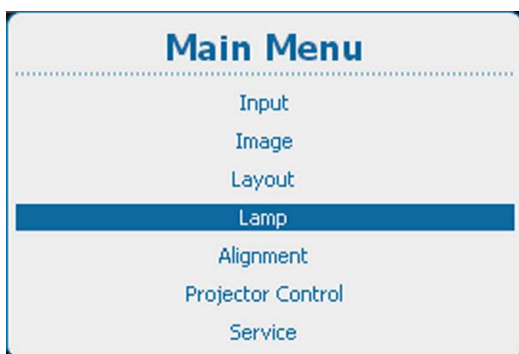 Main Menu
Input
Image
Layout
Lamp
Alignment
Projector Control
Service